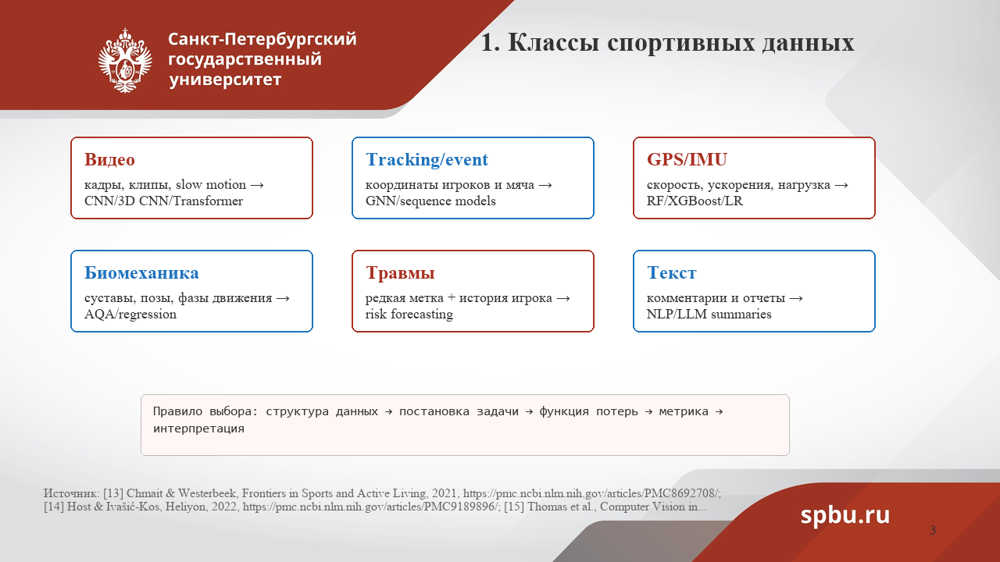 Санкт-Петербургский
государственный
университет
1. Классы спортивных данных
Видео
кадры, клипы, slow motion →
CNN/3D CNN/Transformer
Tracking/event
координаты игроков и мяча →
GNN/sequence models
GPS/IMU
скорость, ускорения, нагрузка →
RF/XGBoost/LR
Биомеханика
суставы, позы, фазы движения →
AQA/regression
Травмы
редкая метка + история игрока →
risk forecasting
Текст
комментарии и отчеты →
NLP/LLM summaries
Правило выбора: структура данных → постановка задачи → функция потерь → метрика →
интерпретация
Источник: [13] Chmait & Westerbeek, Frontiers in Sports and Active Living, 2021, https://pmc.ncbi.nlm.nih.gov/articles/PMC8692708/;
[14] Host & Ivašić-Kos, Heliyon, 2022, https://pmc.ncbi.nlm.nih.gov/articles/PMC9189896/; [15] Thomas et al., Computer Vision in...
spbu.ru
3